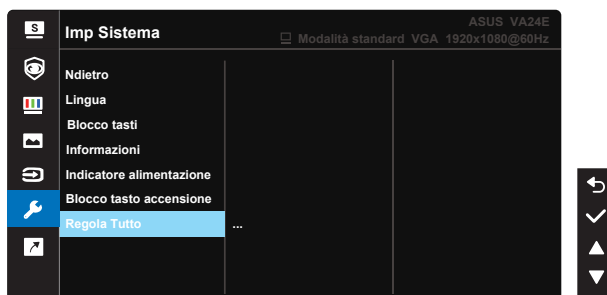 S
Imp Sistema
ASUS VA24E
Modalità standard VGA 1920x1080@60Hz
Ndietro
Lingua
Blocco tasti
Informazioni
Indicatore alimentazione
Blocco tasto accensione
Regola Tutto ...